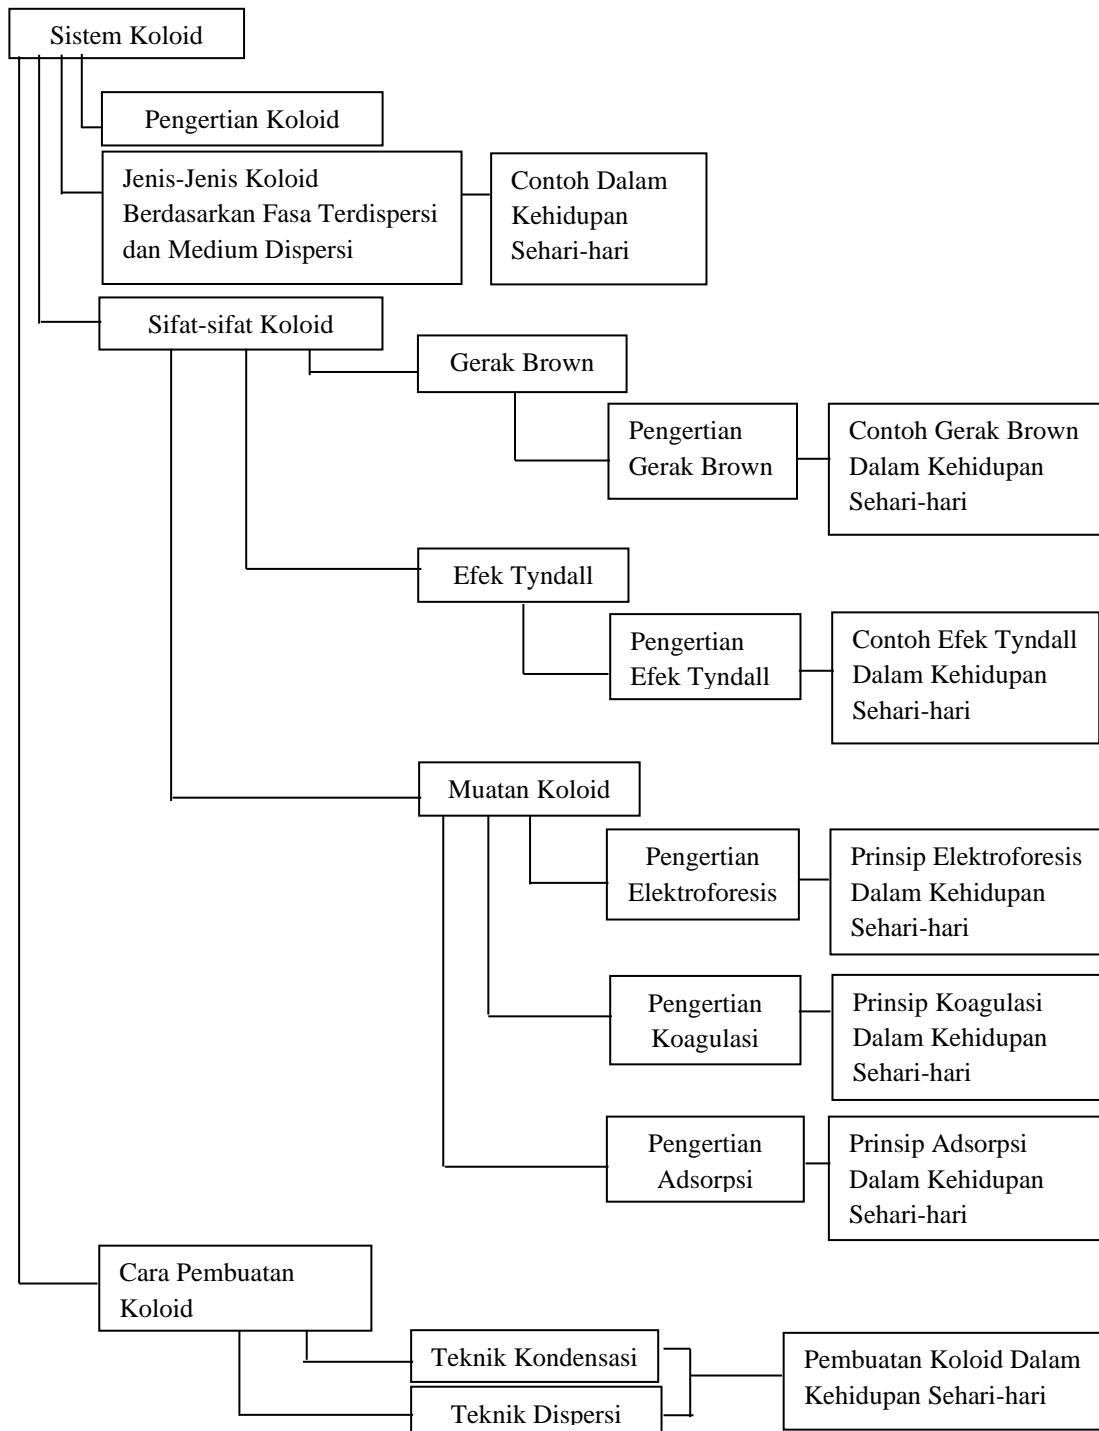 Sistem Koloid
Pengertian Koloid
Jenis-Jenis Koloid
Berdasarkan Fasa Terdispersi
dan Medium Dispersi
Contoh Dalam
Kehidupan
Sehari-hari
Sifat-sifat Koloid
Gerak Brown
Pengertian
Gerak Brown
Contoh Gerak Brown
Dalam Kehidupan
Sehari-hari
Efek Tyndall
Pengertian
Efek Tyndall
Contoh Efek Tyndall
Dalam Kehidupan
Sehari-hari
Muatan Koloid
Pengertian
Elektroforesis
Prinsip Elektroforesis
Dalam Kehidupan
Sehari-hari
Pengertian
Koagulasi
Prinsip Koagulasi
Dalam Kehidupan
Sehari-hari
Pengertian
Adsorpsi
Prinsip Adsorpsi
Dalam Kehidupan
Sehari-hari
Cara Pembuatan
Koloid
Teknik Kondensasi
Teknik Dispersi
Pembuatan Koloid Dalam
Kehidupan Sehari-hari